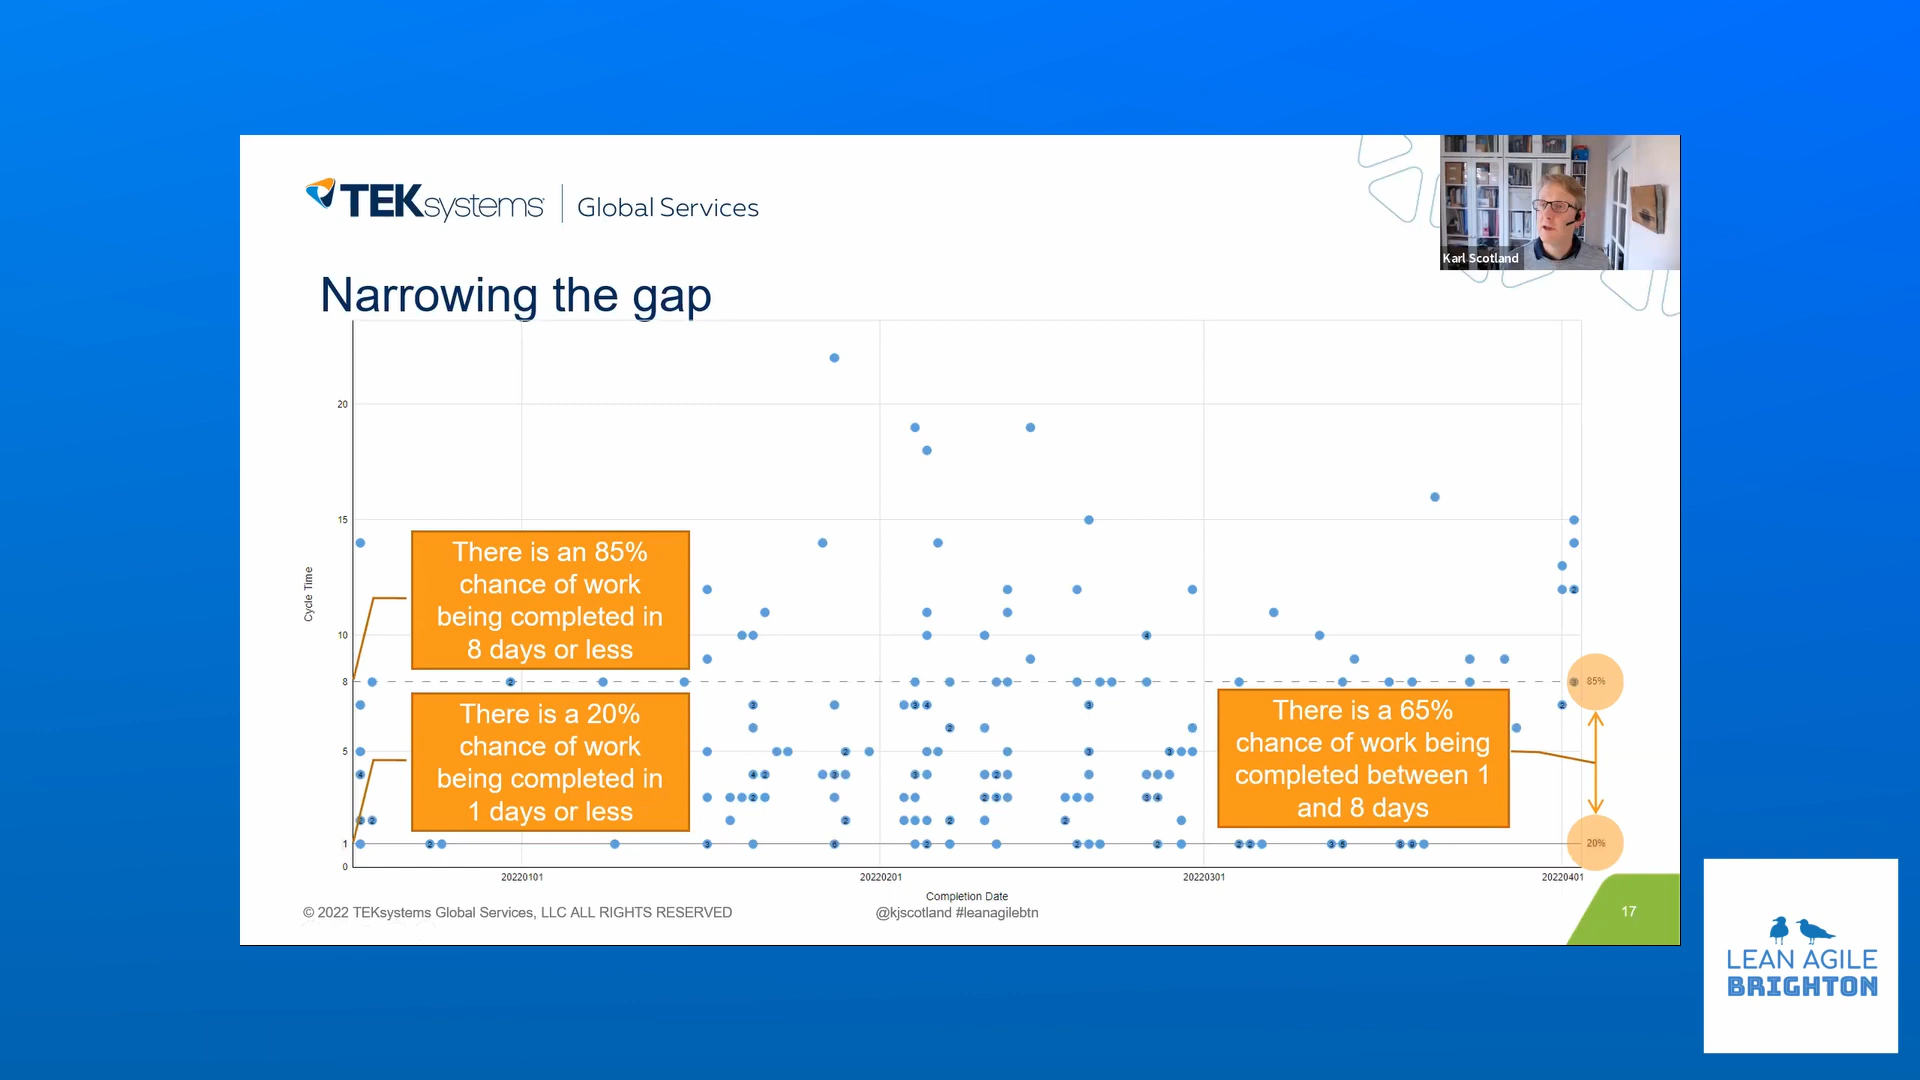 TEKsystems | Global Services
Karl Scotland
Narrowing the gap
20
15
10
8
5
1
0
Cycle Time
There is an 85%
chance of work
being completed in
8 days or less
There is a 20%
chance of work
being completed in
1 days or less
There is a 65%
chance of work being
completed between 1
and 8 days
85%
20%
20220101
20220201
20220301
20220401
Completion Date
© 2022 TEKsystems Global Services, LLC ALL RIGHTS RESERVED
@kjscotland #leanagilebtn
17
LEAN AGILE
BRIGHTON